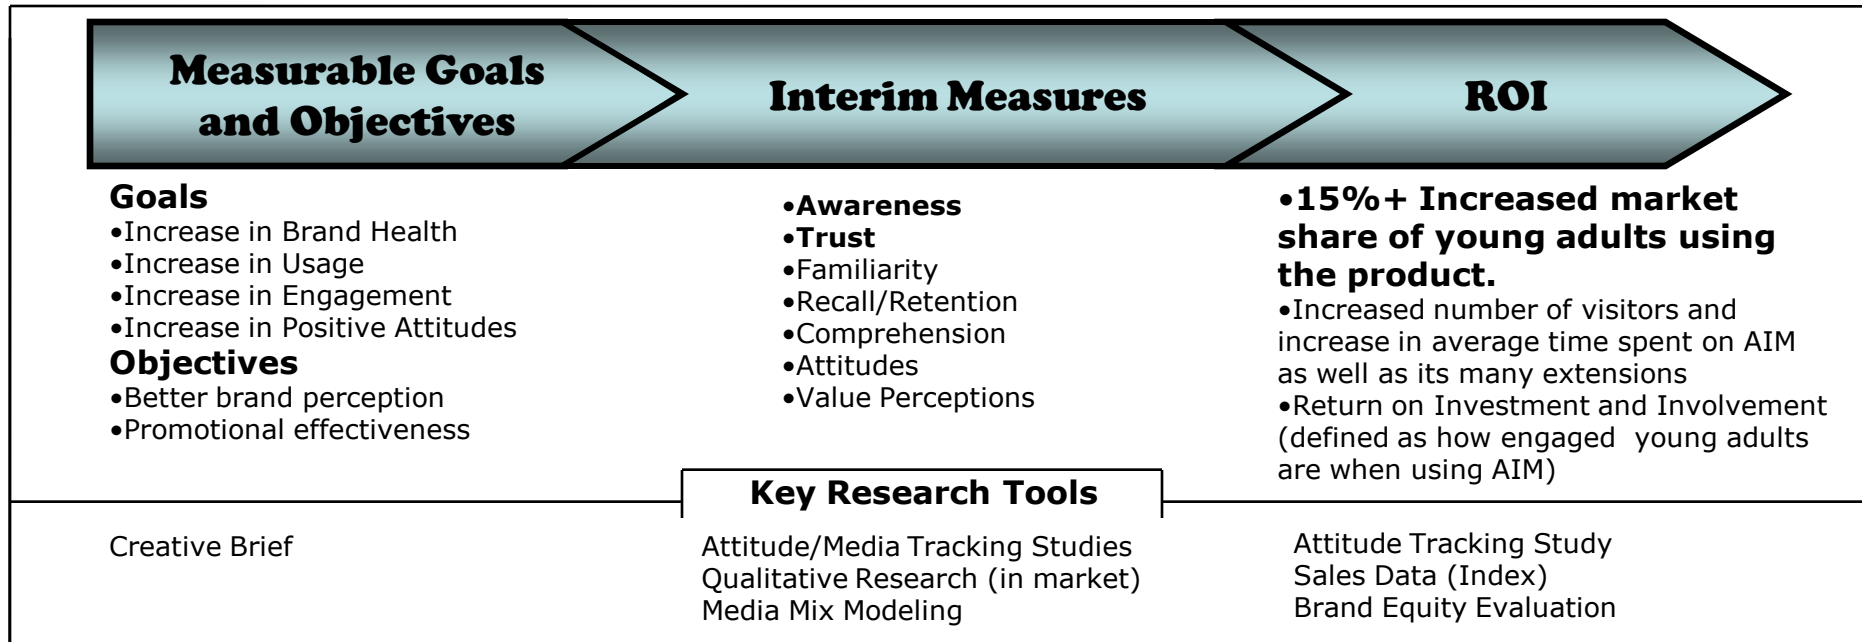 Measurable Goals
and Objectives
Interim Measures
ROI
Goals
•Increase in Brand Health
•Increase in Usage
•Increase in Engagement
•Increase in Positive Attitudes
Objectives
•Better brand perception
•Promotional effectiveness
•Awareness
•Trust
•Familiarity
•Recall/Retention
•Comprehension
•Attitudes
•Value Perceptions
•15%+ Increased market
share of young adults using
the product.
•Increased number of visitors and
increase in average time spent on AIM
as well as its many extensions
•Return on Investment and Involvement
(defined as how engaged young adults
are when using AIM)
Key Research Tools
Creative Brief
Attitude/Media Tracking Studies
Qualitative Research (in market)
Media Mix Modeling
Attitude Tracking Study
Sales Data (Index)
Brand Equity Evaluation